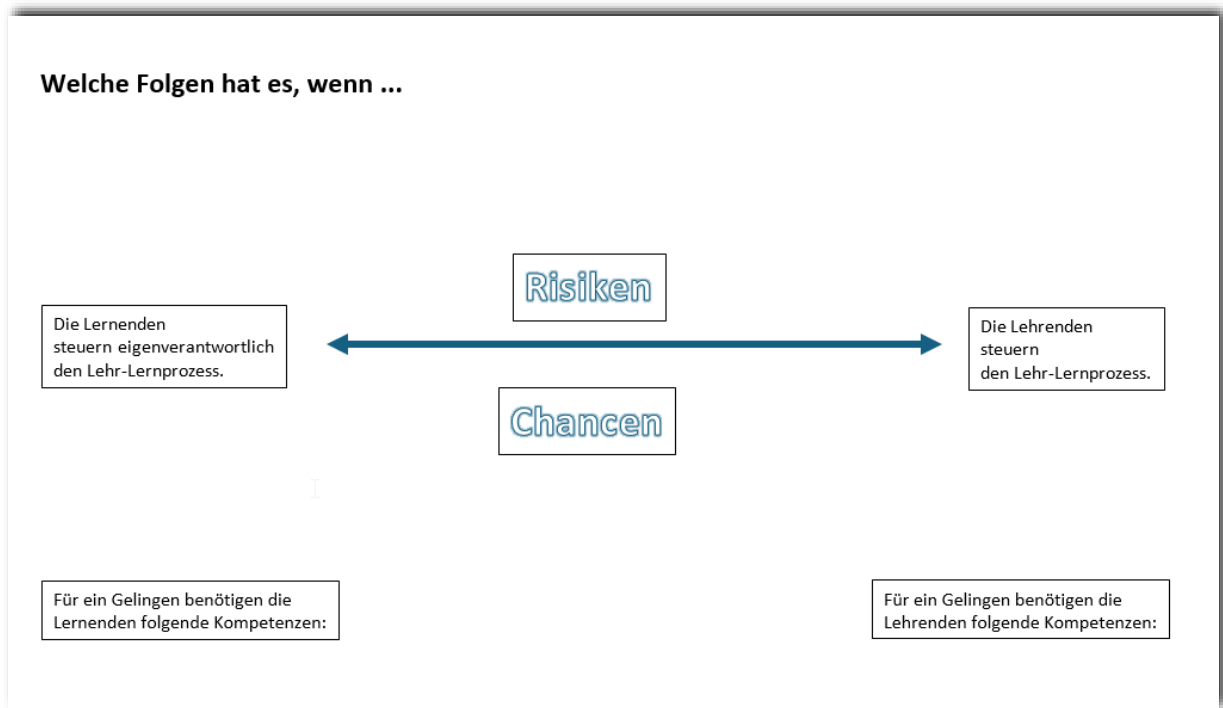 Welche Folgen hat es, wenn ...
Risiken
Die Lernenden
steuern eigenverantwortlich
den Lehr-Lernprozess.
Die Lehrenden
steuern
den Lehr-Lernprozess.
Chancen
Für ein Gelingen benötigen die
Lernenden folgende Kompetenzen:
Für ein Gelingen benötigen die
Lehrenden folgende Kompetenzen: